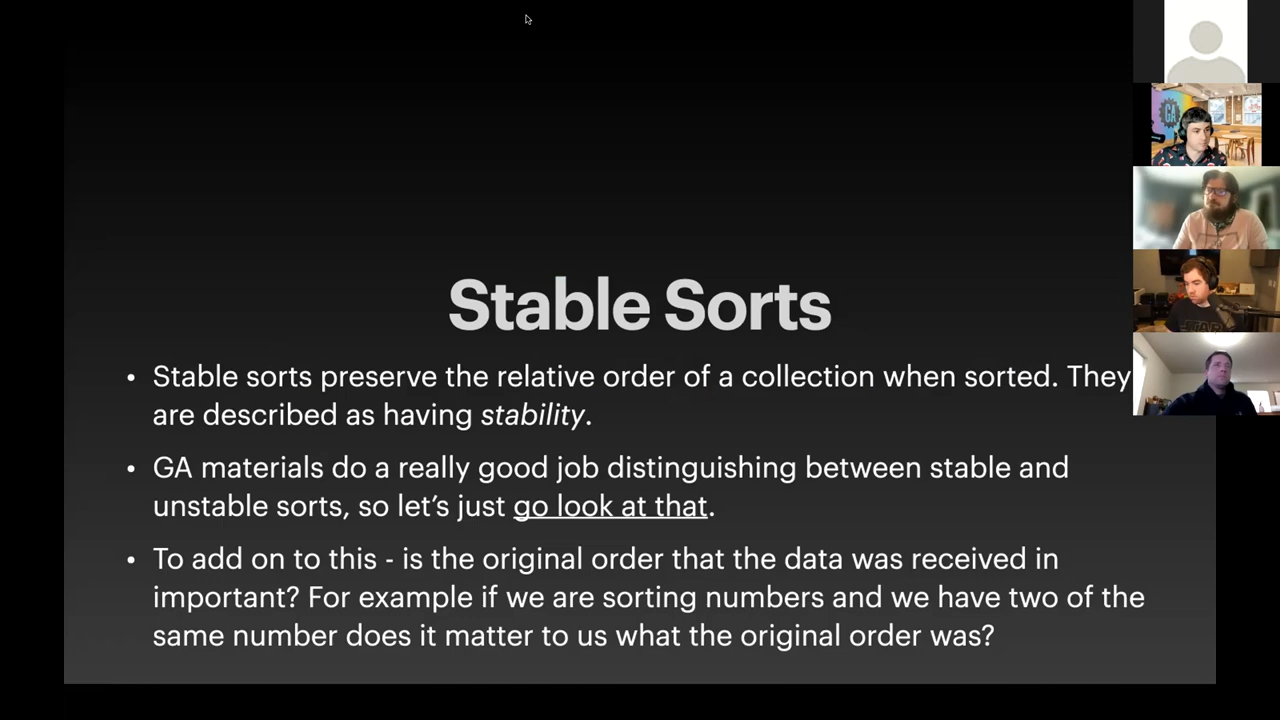 Stable Sorts
• Stable sorts preserve the relative order of a collection when sorted. They
are described as having stability.
• GA materials do a really good job distinguishing between stable and
unstable sorts, so let’s just go look at that.
• To add on to this - is the original order that the data was received in
important? For example if we are sorting numbers and we have two of the
same number does it matter to us what the original order was?
GA